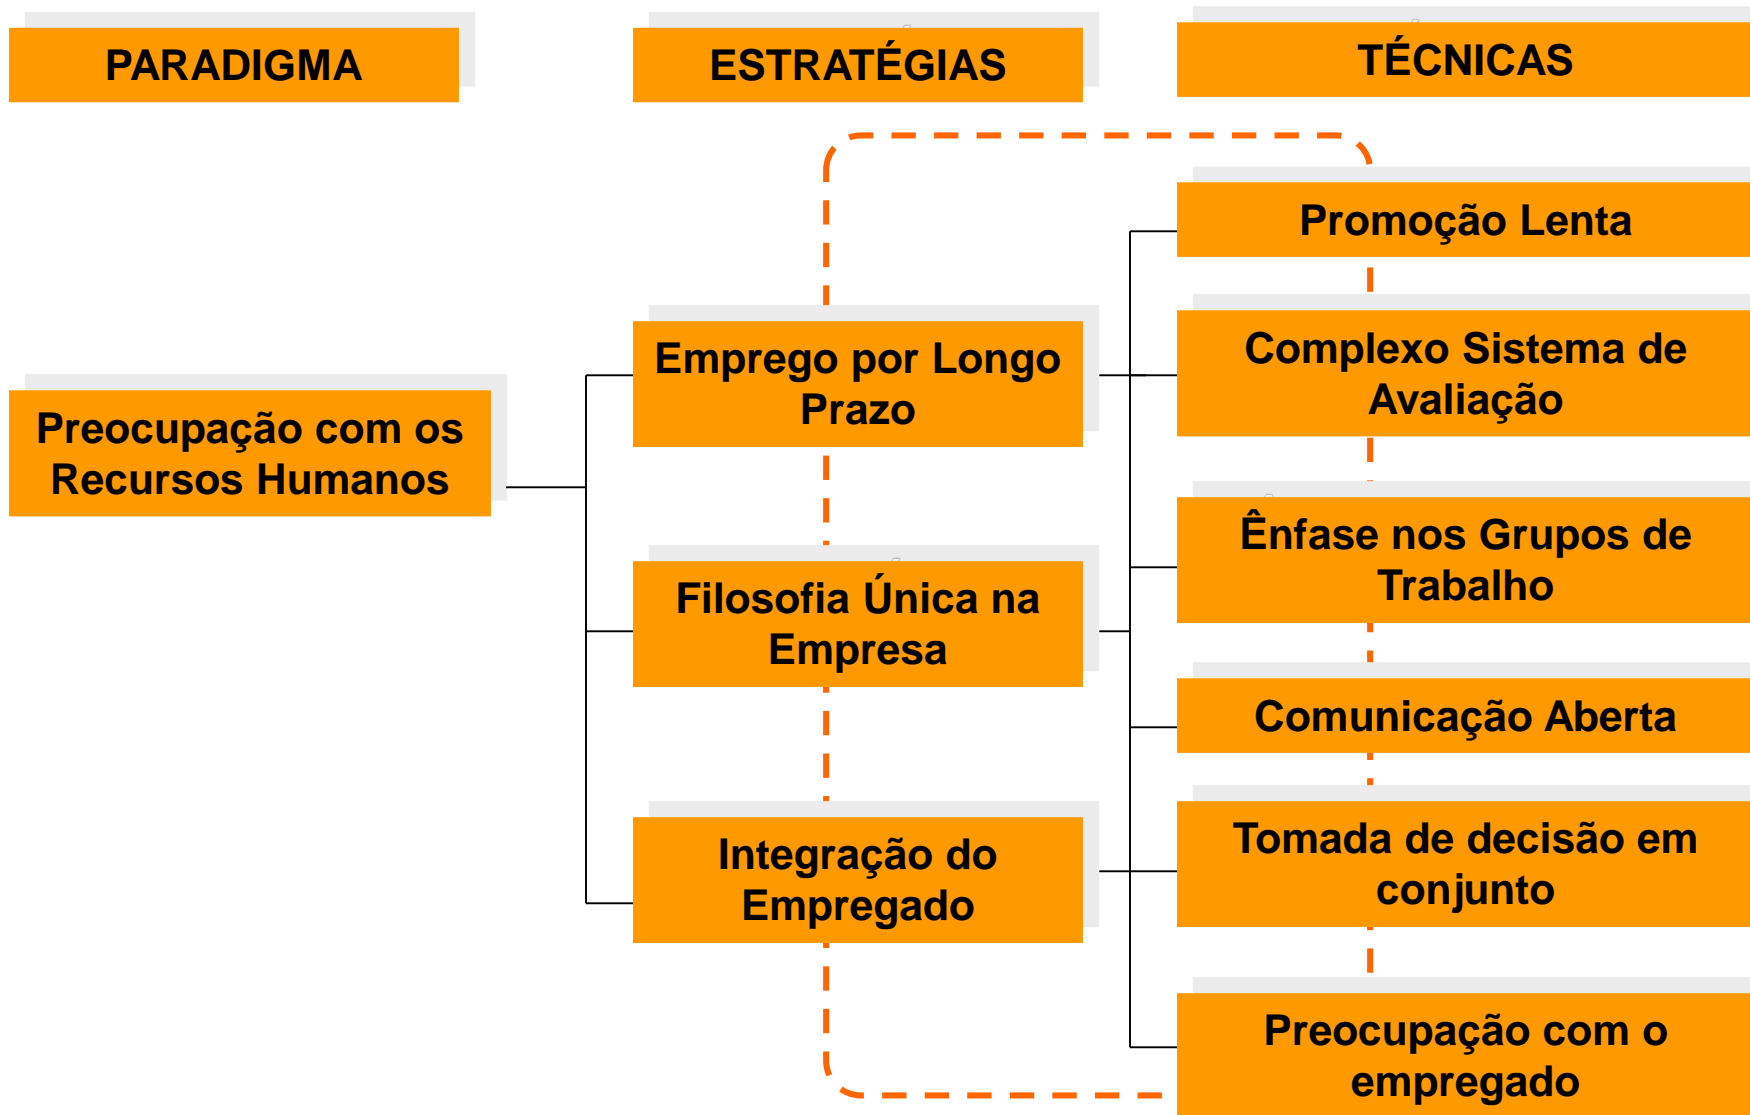 PARADIGMA
ESTRATÉGIAS
TÉCNICAS
Preocupação com os
Recursos Humanos
Emprego por Longo
Prazo
Filosofia Única na
Empresa
Integração do
Empregado
Promoção Lenta
Complexo Sistema de
Avaliação
Ênfase nos Grupos de
Trabalho
Comunicação Aberta
Tomada de decisão em
conjunto
Preocupação com o
empregado